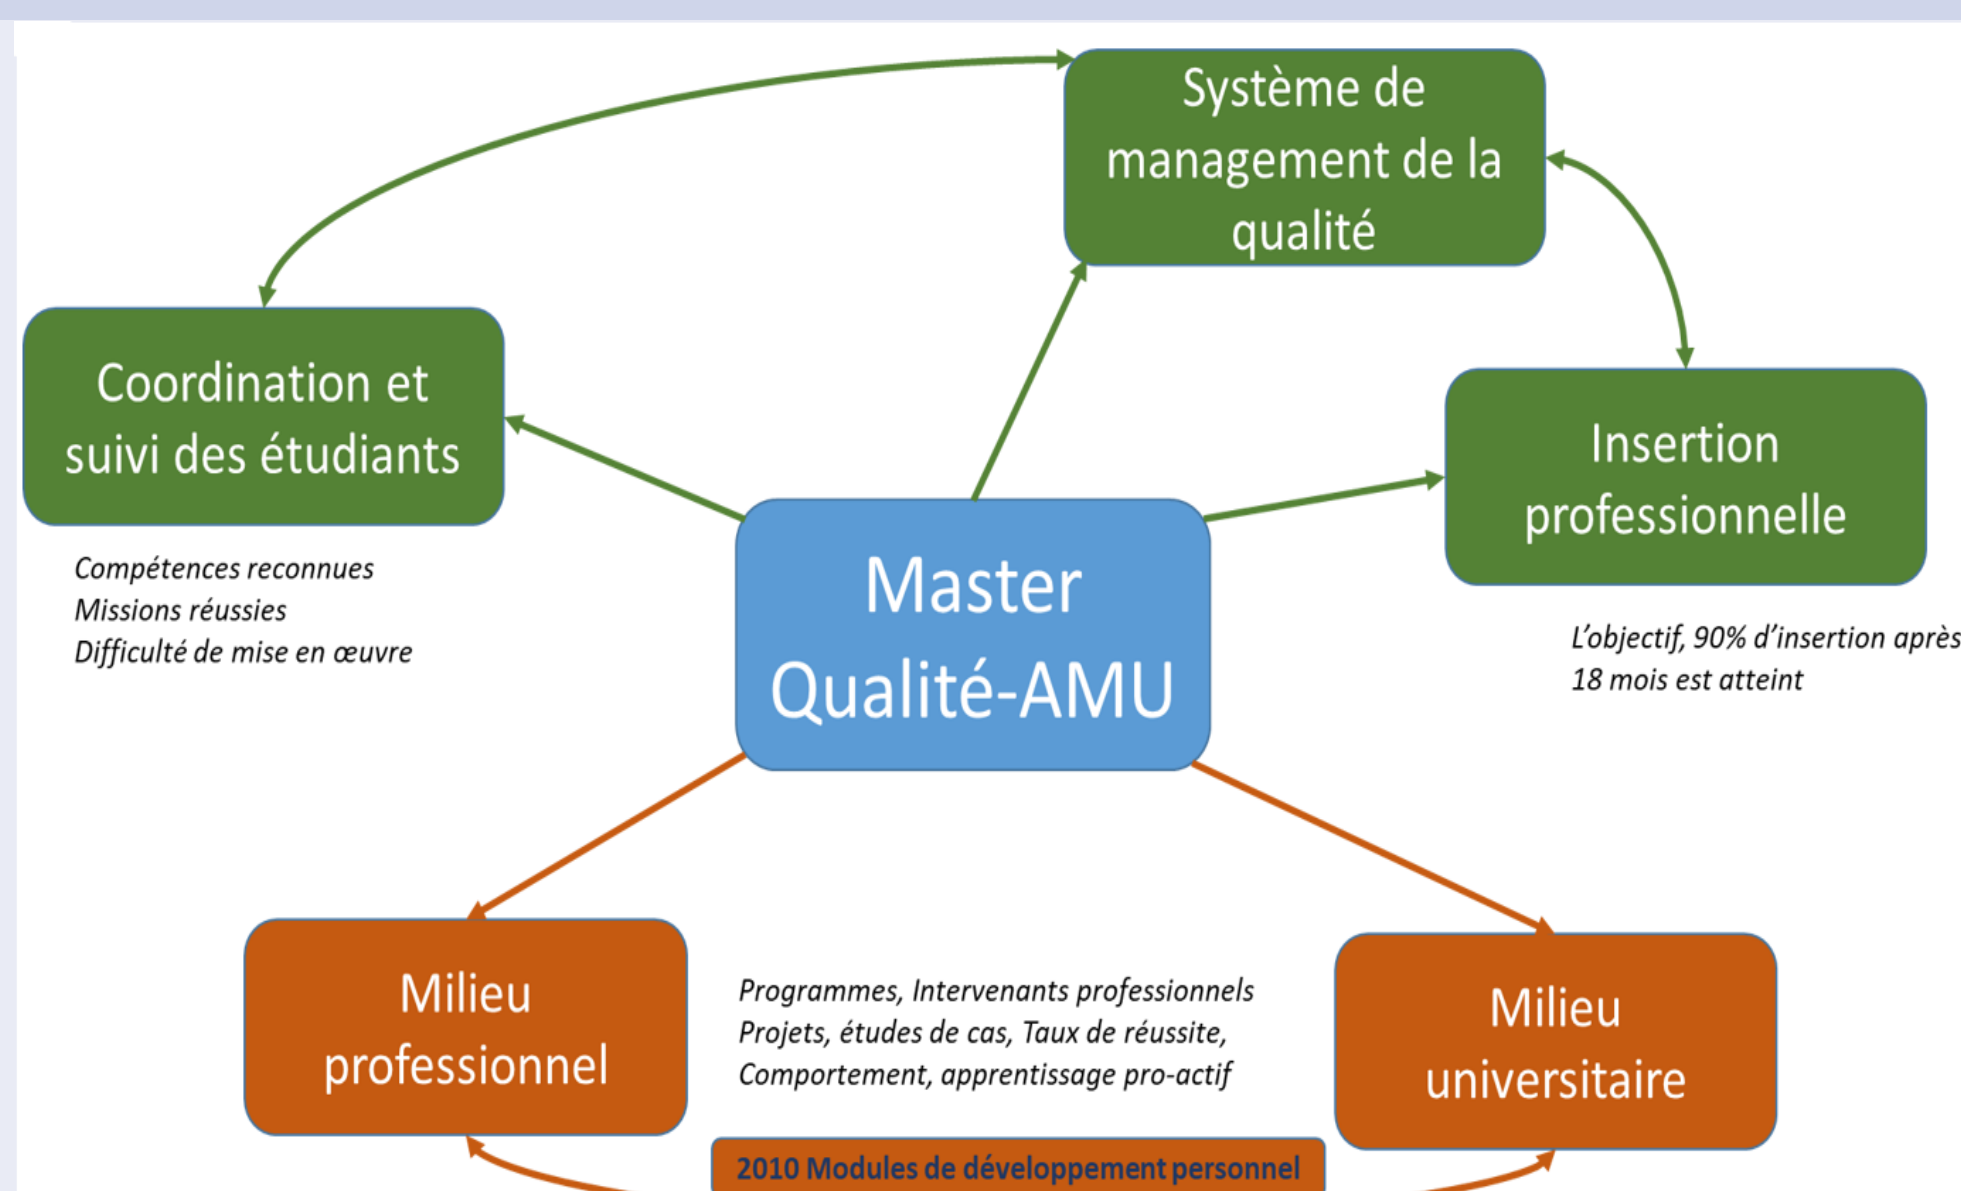 Système de
management de la
qualité
Coordination et
suivi des étudiants
Insertion
professionnelle
Compétences reconnues
Missions réussies
Difficulté de mise en œuvre
Master
Qualité-AMU
L'objectif, 90% d'insertion après
18 mois est atteint
Milieu
professionnel
Programmes, Intervenants professionnels
Projets, études de cas, Taux de réussite,
Comportement, apprentissage pro-actif
Milieu
universitaire
2010 Modules de développement personnel